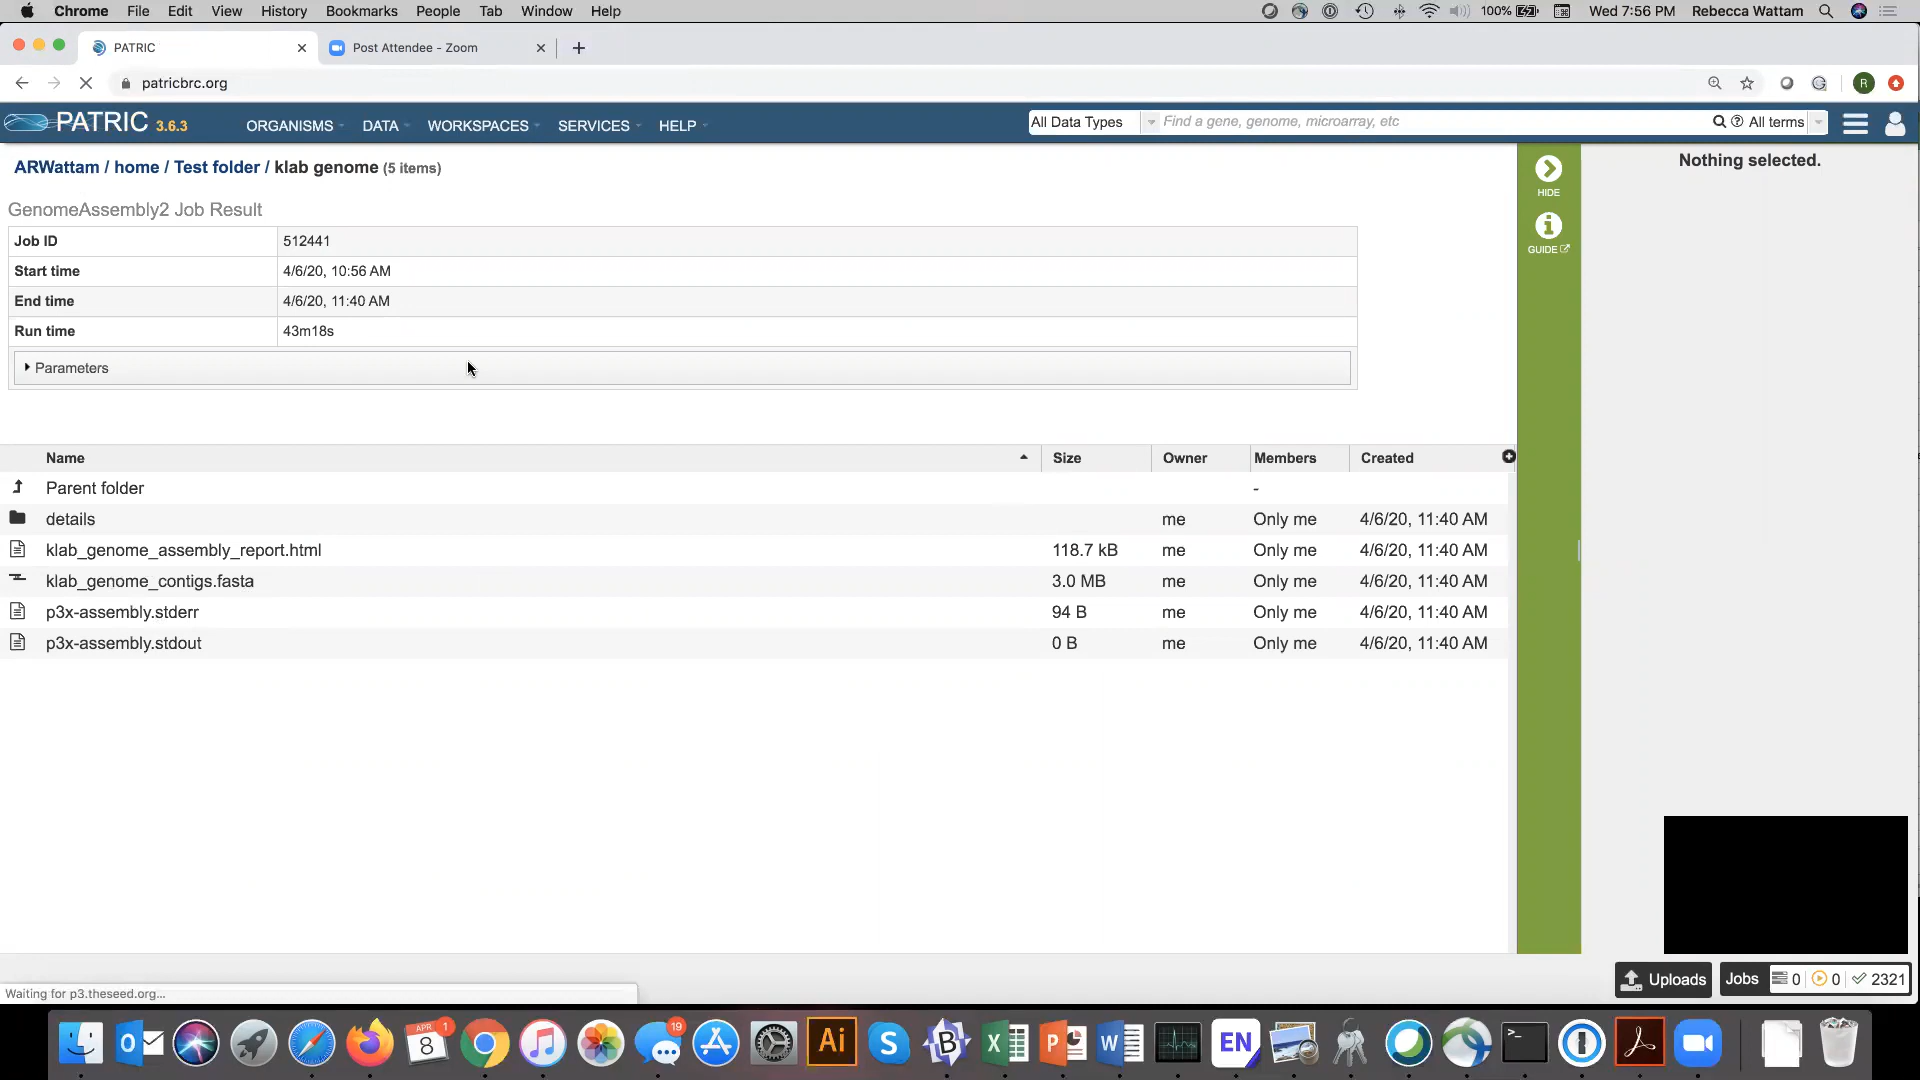 Chrome File Edit View History Bookmarks People Tab Window Help 100% Wed 7:56 PM Rebecca Wattam
PATRIC Post Attendee - Zoom
patricbrc.org R
PATRIC 3.6.3 ORGANISMS DATA WORKSPACES SERVICES HELP All Data Types Find a gene, genome, microarray, etc All terms
ARWattam / home / Test folder / klab genome (5 items)
Nothing selected.
HIDE
GUIDE
GenomeAssembly2 Job Result
Job ID 512441
Start time 4/6/20, 10:56 AM
End time 4/6/20, 11:40 AM
Run time 43m18s
Parameters
Name Size Owner Members Created
Parent folder -
details me Only me 4/6/20, 11:40 AM
klab_genome_assembly_report.html 118.7 kB me Only me 4/6/20, 11:40 AM
klab_genome_contigs.fasta 3.0 MB me Only me 4/6/20, 11:40 AM
p3x-assembly.stderr 94 B me Only me 4/6/20, 11:40 AM
p3x-assembly.stdout 0 B me Only me 4/6/20, 11:40 AM
Uploads Jobs 0 0 2321
Waiting for p3.theseed.org...
APR 8 1 19 Ai EN